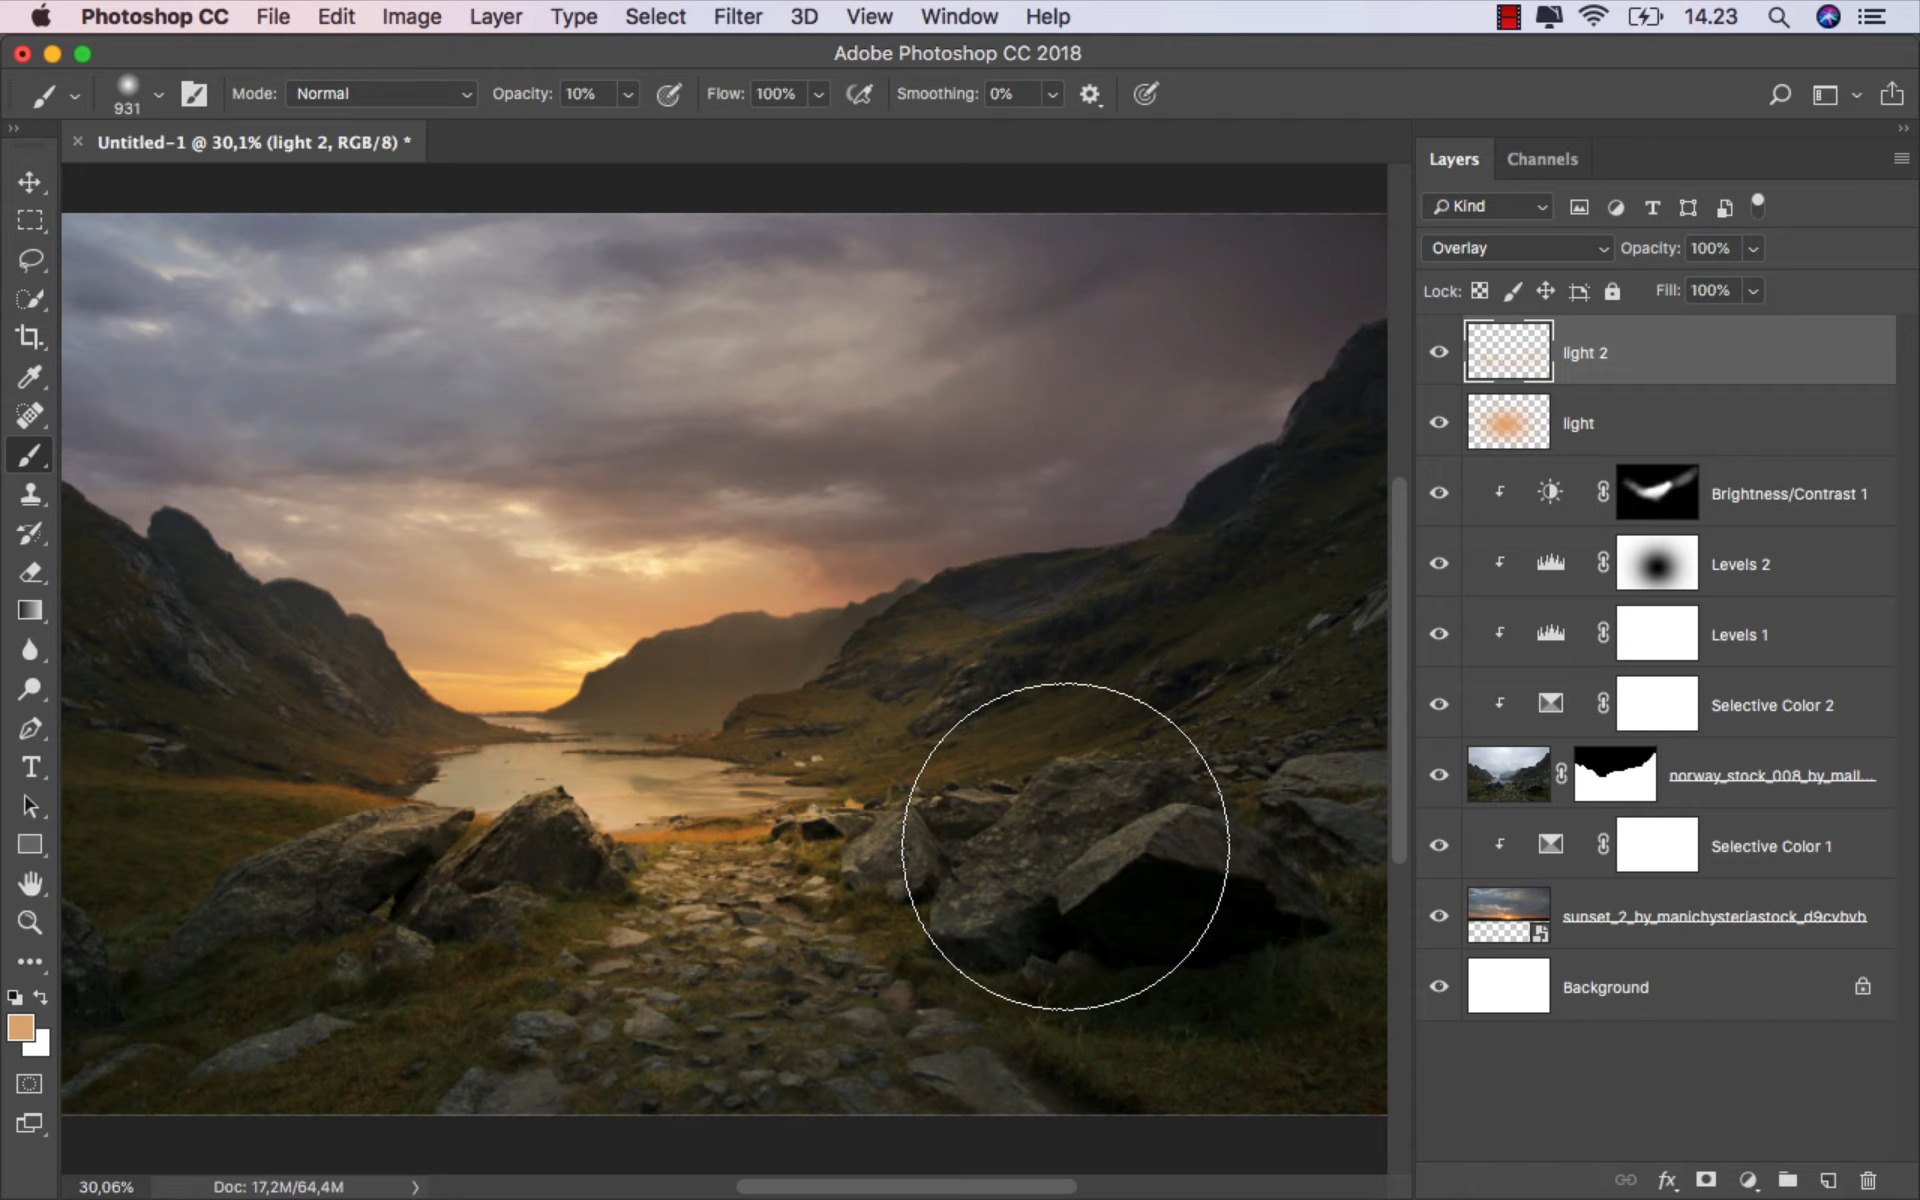 Photoshop CC File Edit Image Layer Type Select Filter 3D View Window Help 14.23
Adobe Photoshop CC 2018
931 Mode: Normal Opacity: 10% Flow: 100% Smoothing: 0%
Untitled-1 @ 30,1% (light 2, RGB/8) *
Layers Channels
Kind
Overlay Opacity: 100%
Lock: Fill: 100%
light 2
light
Brightness/Contrast 1
Levels 2
Levels 1
Selective Color 2
norway_stock_008_by_mall...
Selective Color 1
sunset_2_by_manichysteriastock_d9cvbvb
Background
30,06% Doc: 17,2M/64,4M